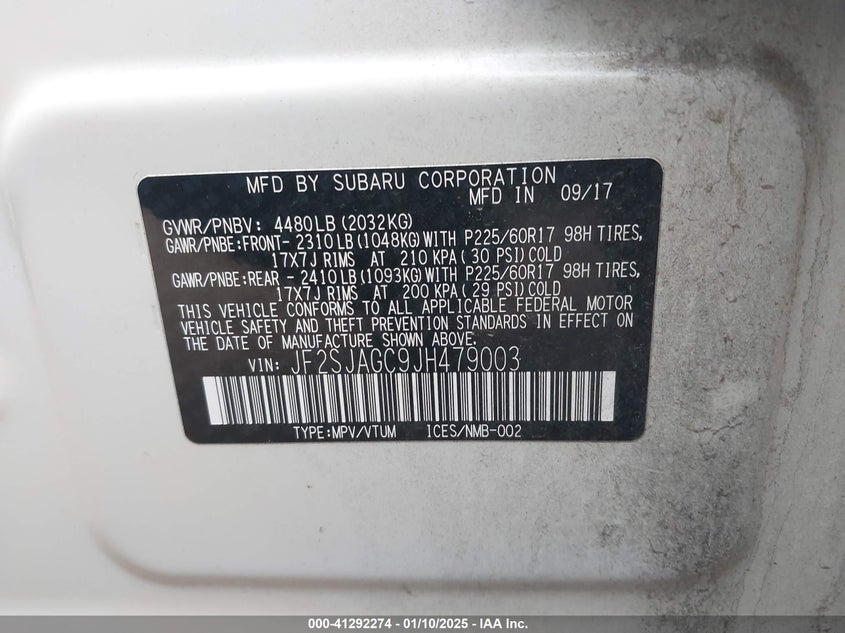 MFD BY SUBARU CORPORATION
MFD IN 09/17
GVWR/PNBV: 4480LB(2032KG)
GAWR/PNBE:FRONT- 2310LB(1048KG)WITH P225/60R17 98H TIRES,
17X7J RIMS AT 210 KPA(30 PSI)COLD
GAWR/PNBE:REAR - 2410LB(1093KG)WITH P225/60R17 98H TIRES,
17X7J RIMS AT 200 KPA(29 PSI)COLD
THIS VEHICLE CONFORMS TO ALL APPLICABLE FEDERAL MOTOR
VEHICLE SAFETY AND THEFT PREVENTION STANDARDS IN EFFECT ON
THE DATE OF MANUFACTURE SHOWN ABOVE.
VIN: JF2SJAGC9JH479003
TYPE:MPV/VTUM ICES/NMB-002
000-41292274 - 01/10/2025 - IAA Inc.